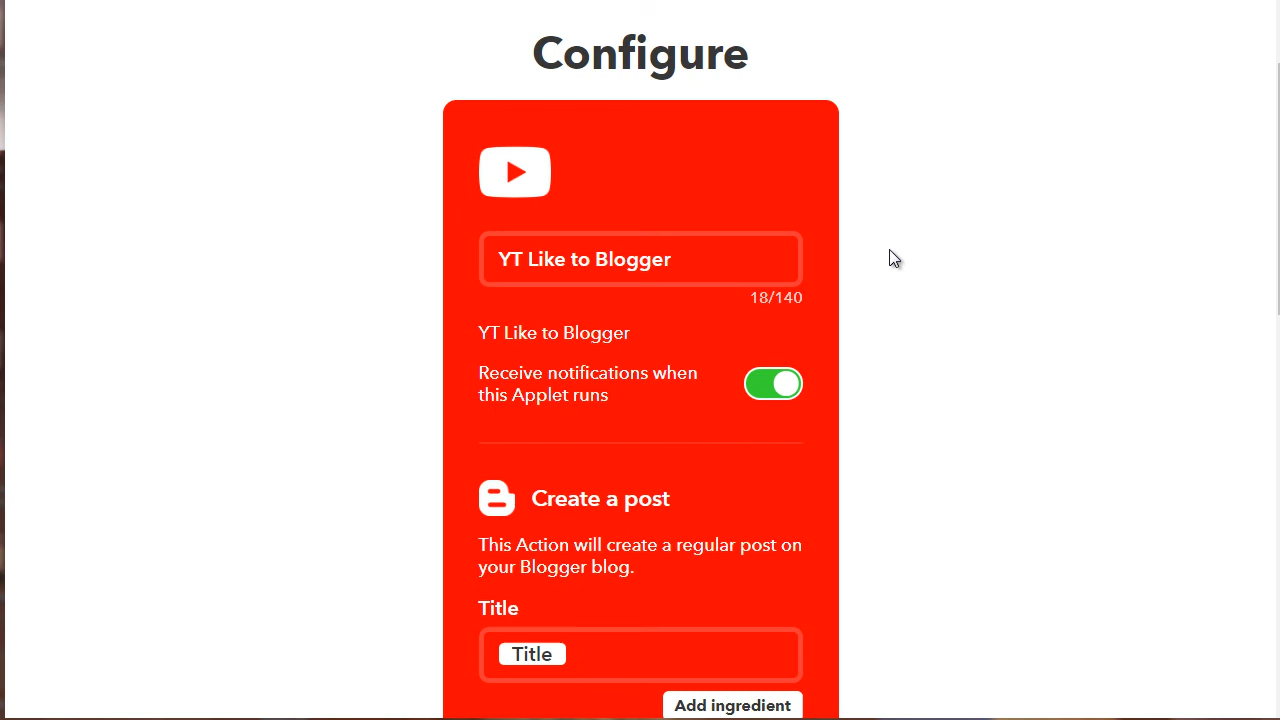 Configure
YT Like to Blogger
18/140
YT Like to Blogger
Receive notifications when
this Applet runs
Create a post
This Action will create a regular post on
your Blogger blog.
Title
Title
Add ingredient